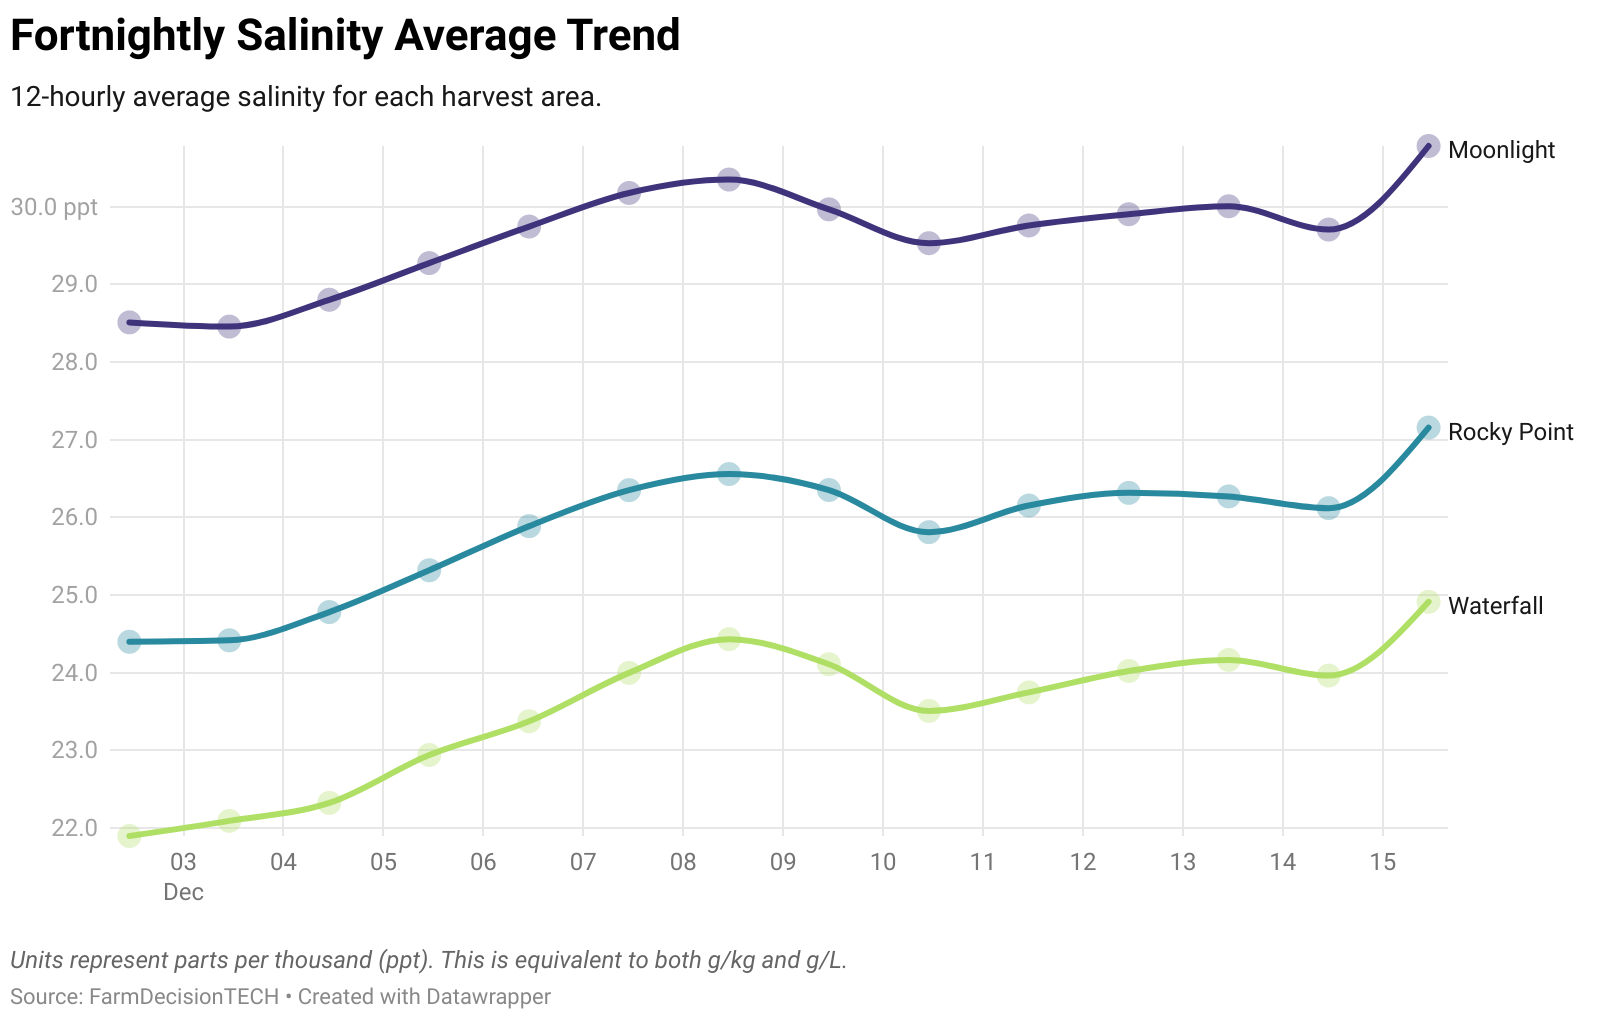 Fortnightly Salinity Average Trend
12-hourly average salinity for each harvest area.
Moonlight
30.0 ppt
29.0
28.0
27.0
Rocky Point
26.0
25.0
Waterfall
24.0
23.0
22.0
03 04 05 06 07 08 09 10 11 12 13 14 15
Dec
Units represent parts per thousand (ppt). This is equivalent to both g/kg and g/L.
Source: FarmDecisionTECH • Created with Datawrapper